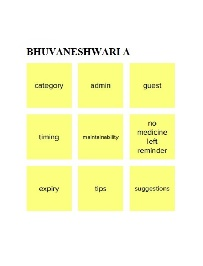 BHUVANESHWARI A
category admin guest
timing maintainability no medicine left reminder
expiry tips suggestions